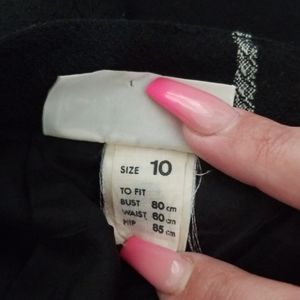 SIZE 10
TO FIT
BUST 80 cm
WAIST 60 cm
HIP 85 cm